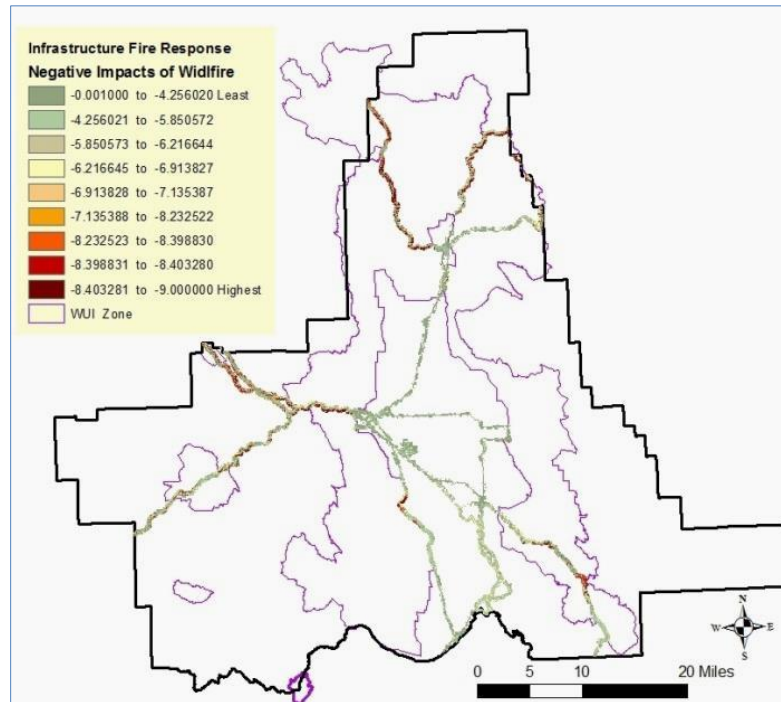 Infrastructure Fire Response
Negative Impacts of Widlfire
-0.001000 to -4.256020 Least
-4.256021 to -5.850572
-5.850573 to -6.216644
-6.216645 to -6.913827
-6.913828 to -7.135387
-7.135388 to -8.232522
-8.232523 to -8.398830
-8.398831 to -8.403280
-8.403281 to -9.000000 Highest
WUI Zone
N
W E
S
0 5 10 20 Miles